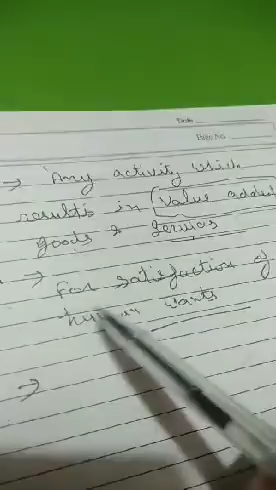 Date
Page No
→ Any activity which
results in value added
goods & services
→ For satisfaction of
human wants
→